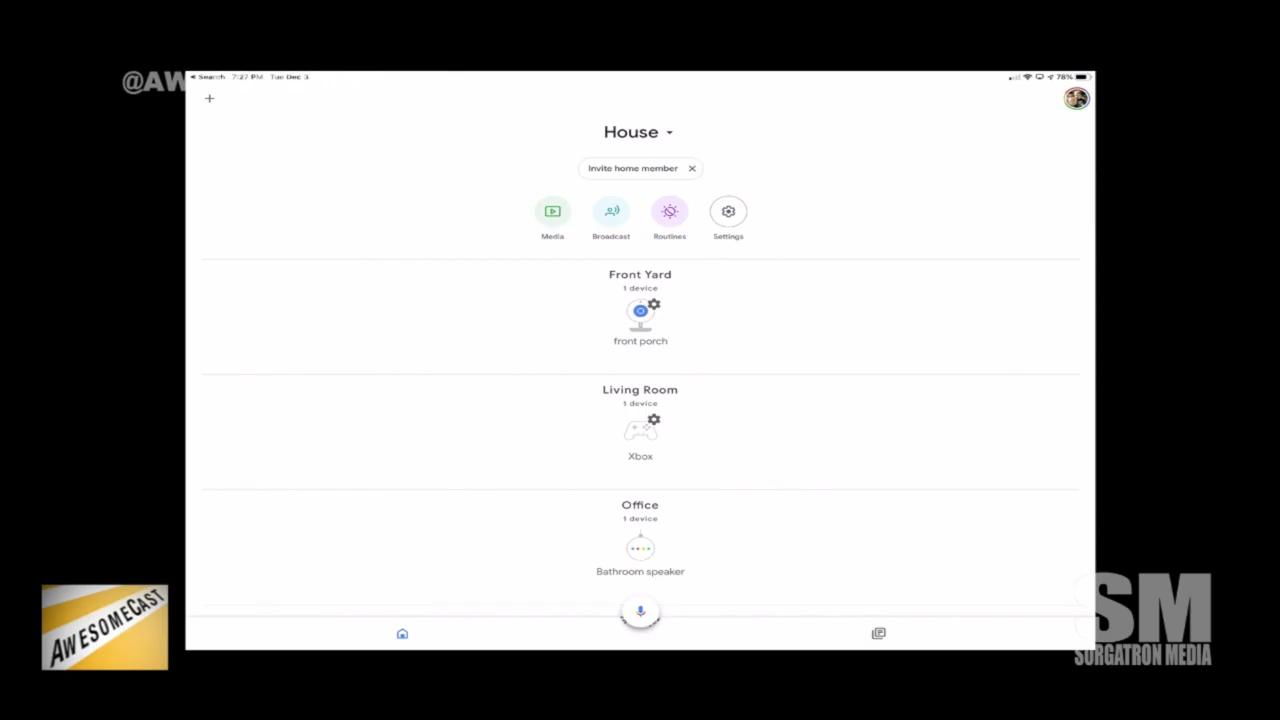 @AW
Search 7:27 PM Tue Dec 3
78%
House
Invite home member
Media
Broadcast
Routines
Settings
Front Yard
1 device
front porch
Living Room
1 device
Xbox
Office
1 device
Bathroom speaker
AWESOMECAST
SM
SORGATRON MEDIA